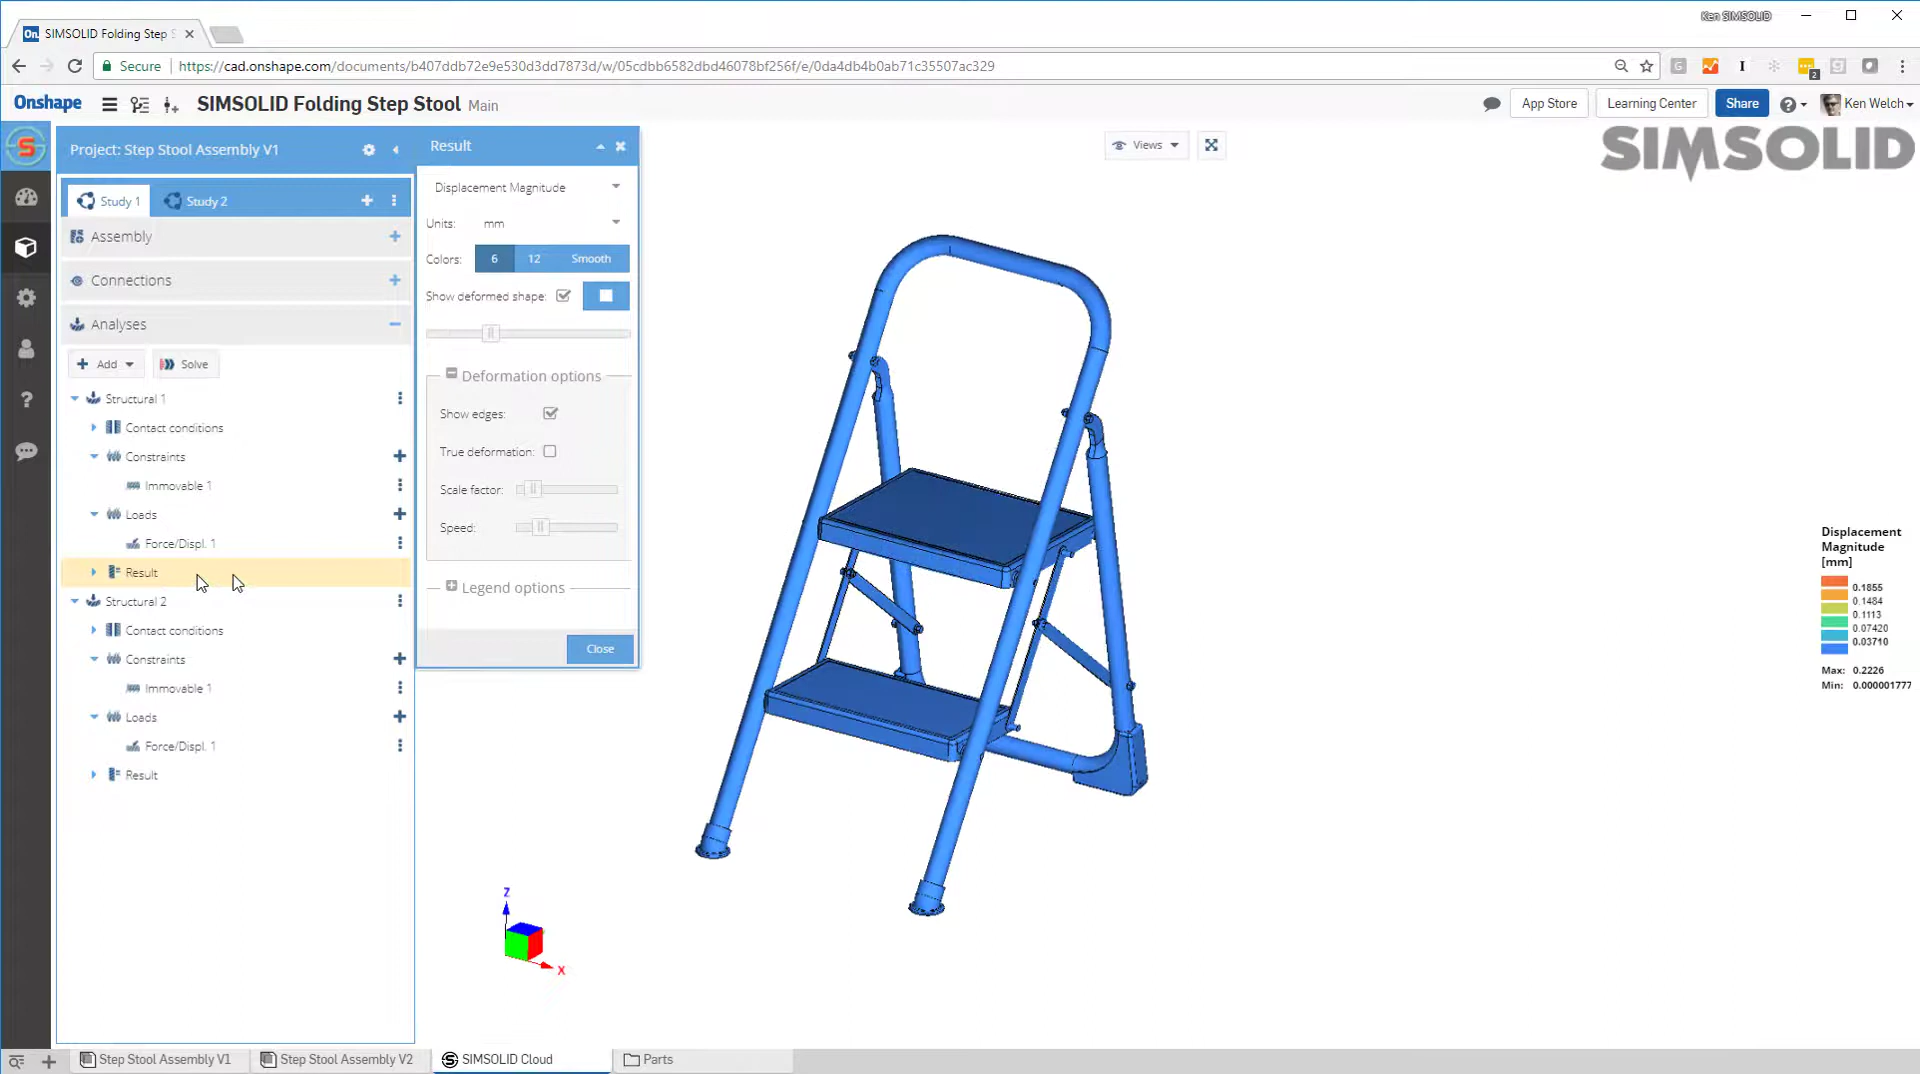 Ken SIMSOLID
On. SIMSOLID Folding Step S
Secure https://cad.onshape.com/documents/b407ddb72e9e530d3dd7873d/w/05cdbb6582dbd46078bf256f/e/0da4db4b0ab71c35507ac329
2
Onshape SIMSOLID Folding Step Stool Main App Store Learning Center Share Ken Welch
Project: Step Stool Assembly V1
Result
Views
SIMSOLID
Study 1 Study 2
Displacement Magnitude
Units: mm
Assembly
Colors: 6 12 Smooth
Connections
Show deformed shape:
Analyses
Add Solve
Deformation options
Structural 1
Show edges:
Contact conditions
True deformation:
Constraints
Immovable 1
Scale factor:
Loads
Speed:
Force/Displ. 1
Result
Legend options
Structural 2
Contact conditions
Close
Constraints
Immovable 1
Loads
Force/Displ. 1
Result
Displacement
Magnitude
[mm]
0.1855
0.1484
0.1113
0.07420
0.03710
Max: 0.2226
Min: 0.000001777
Z
X
Step Stool Assembly V1 Step Stool Assembly V2 SIMSOLID Cloud Parts